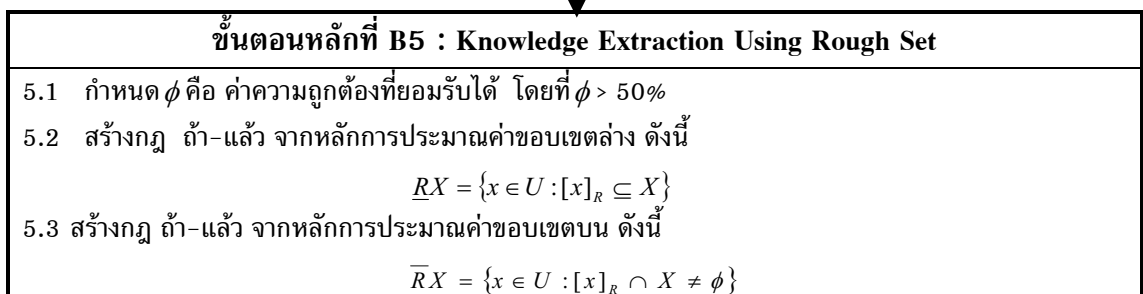 ขั้นตอนหลักที่ B5 : Knowledge Extraction Using Rough Set
5.1 กำหนด ϕ คือ ค่าความถูกต้องที่ยอมรับได้ โดยที่ ϕ > 50%
5.2 สร้างกฎ ถ้า-แล้ว จากหลักการประมาณค่าขอบเขตล่าง ดังนี้
R̲X = {x ∈ U : [x]_R ⊆ X}
5.3 สร้างกฎ ถ้า-แล้ว จากหลักการประมาณค่าขอบเขตบน ดังนี้
R̅X = {x ∈ U : [x]_R ∩ X ≠ ϕ}